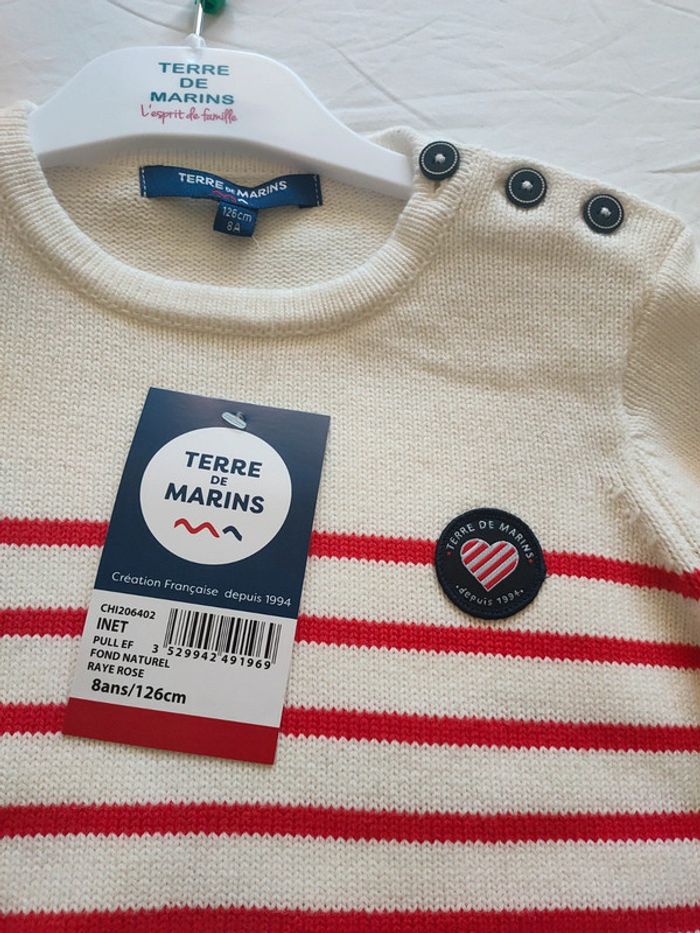 TERRE
DE
MARINS
L'esprit de famille
TERRE DE MARINS
126cm
8A
TERRE
DE
MARINS
Création Française depuis 1994
CHI206402
INET
PULL EF
FOND NATUREL
RAYE ROSE
8ans/126cm
3 529942 491969
TERRE DE MARINS
depuis 1994